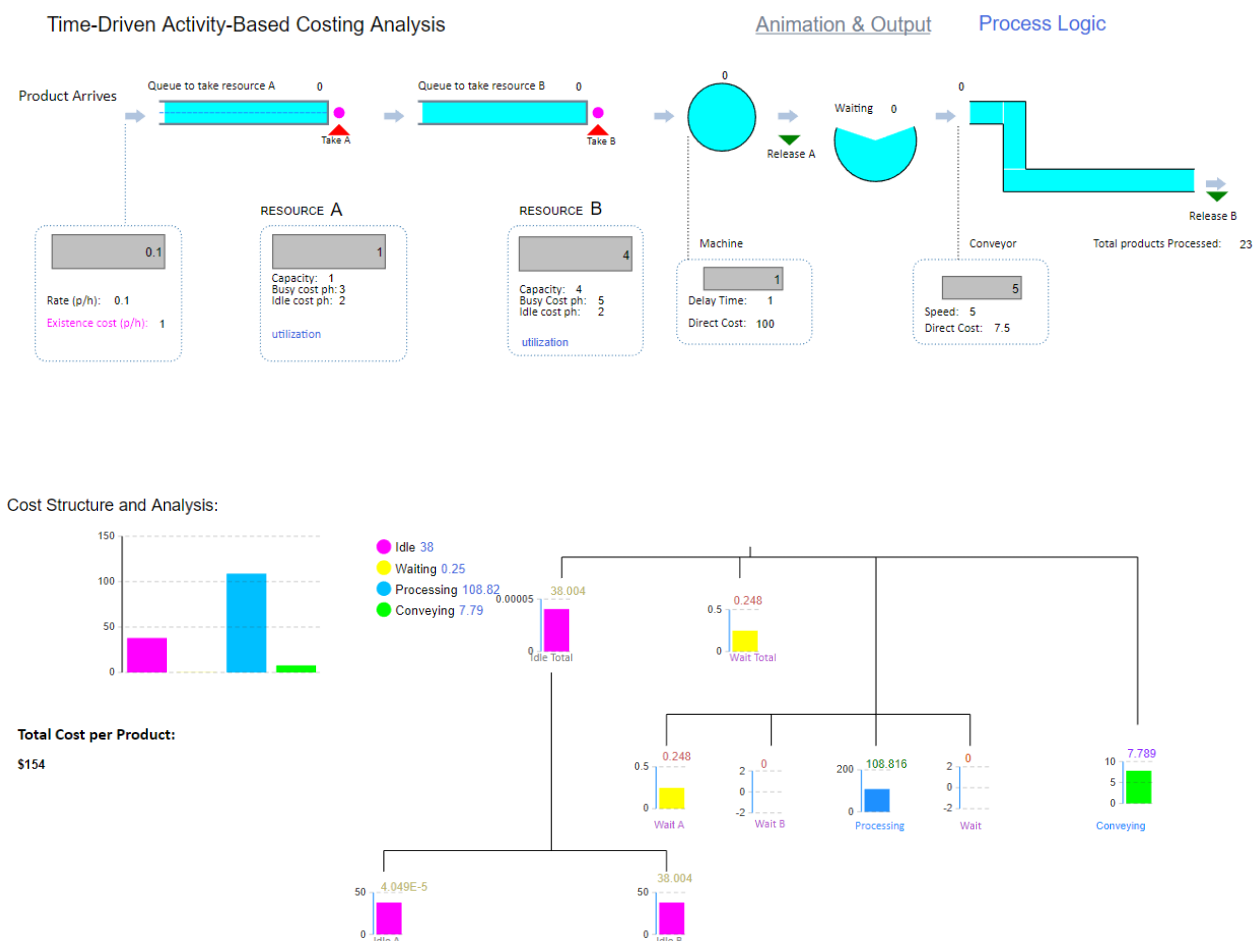 Time-Driven Activity-Based Costing Analysis
Animation & Output
Process Logic
Product Arrives
Queue to take resource A 0
Take A
Queue to take resource B 0
Take B
0
Release A
Waiting 0
0
Release B
RESOURCE A
RESOURCE B
0.1
Rate (p/h): 0.1
Existence cost (p/h): 1
1
Capacity: 1
Busy cost ph: 3
Idle cost ph: 2
utilization
4
Capacity: 4
Busy Cost ph: 5
Idle cost ph: 2
utilization
Machine
1
Delay Time: 1
Direct Cost: 100
Conveyor
5
Speed: 5
Direct Cost: 7.5
Total products Processed: 23
Cost Structure and Analysis:
150
100
50
0
Idle 38
Waiting 0.25
Processing 108.82
Conveying 7.79
38.004
0.00005
0
Idle Total
0.248
0.5
0
Wait Total
Total Cost per Product:
$154
0.248
0.5
0
Wait A
0
2
0
-2
Wait B
108.816
200
0
Processing
0
2
0
-2
Wait
7.789
10
5
0
Conveying
4.049E-5
50
0
Idle A
38.004
50
0
Idle B